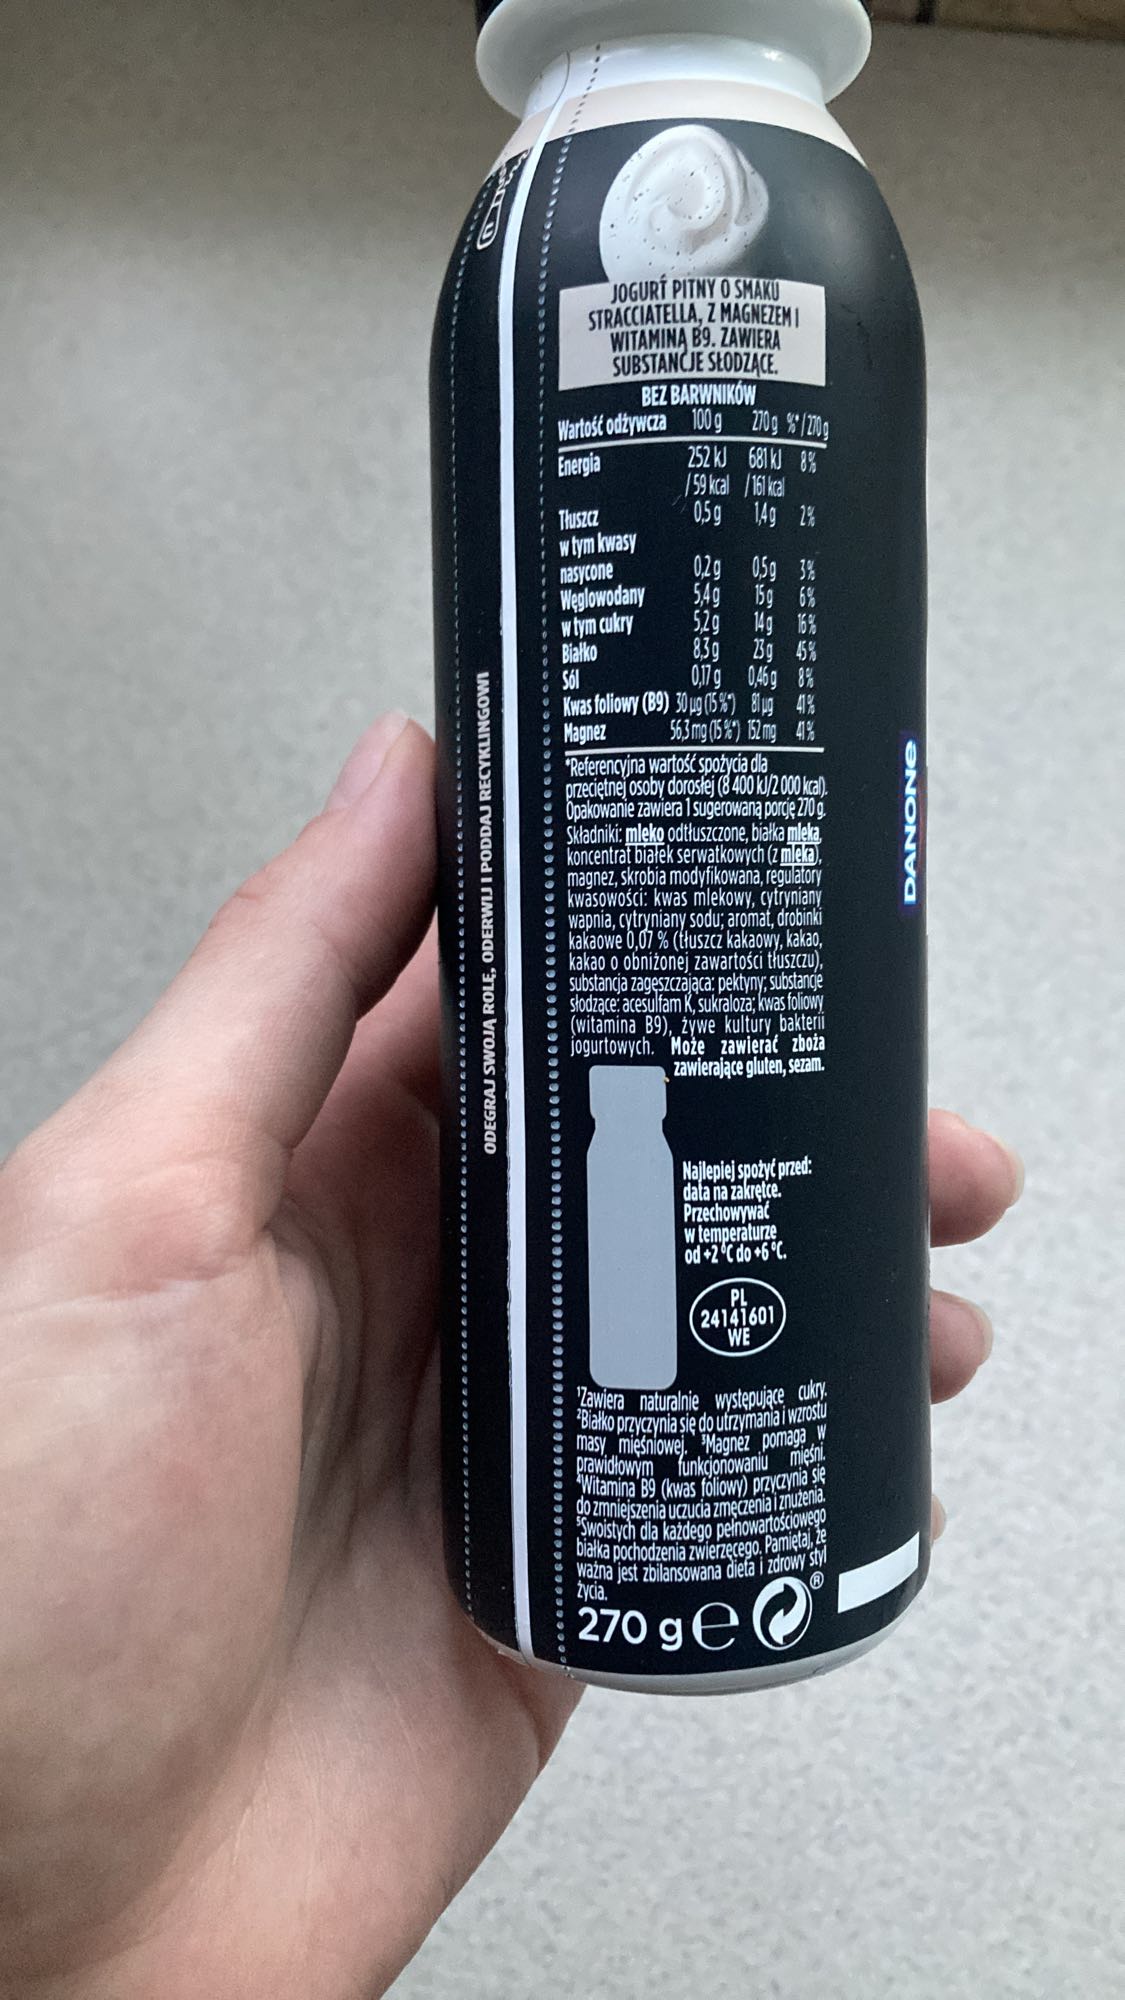 JOGURT PITNY O SMAKU
STRACCIATELLA, Z MAGNEZEM I
WITAMINĄ B9. ZAWIERA
SUBSTANCJE SŁODZĄCE.
BEZ BARWNIKÓW
Wartość odżywcza 100 g 270 g %*/270 g
Energia 252 kJ 681 kJ 8%
/59 kcal /161 kcal
Tłuszcz 0,5 g 1,4 g 2%
w tym kwasy
nasycone 0,2 g 0,5 g 3%
Węglowodany 5,4 g 15 g 6%
w tym cukry 5,2 g 14 g 16%
Białko 8,3 g 23 g 45%
Sól 0,17 g 0,46 g 8%
Kwas foliowy (B9) 30 µg (15 %*) 81 µg 41%
Magnez 56,3 mg (15 %*) 152 mg 41%
*Referencyjna wartość spożycia dla
przeciętnej osoby dorosłej (8 400 kJ/2 000 kcal).
Opakowanie zawiera 1 sugerowaną porcję 270 g.
Składniki: mleko odtłuszczone, białka mleka,
koncentrat białek serwatkowych (z mleka),
magnez, skrobia modyfikowana, regulatory
kwasowości: kwas mlekowy, cytryniany
wapnia, cytryniany sodu; aromat, drobinki
kakaowe 0,07 % (tłuszcz kakaowy, kakao,
kakao o obniżonej zawartości tłuszczu),
substancja zagęszczająca: pektyny; substancje
słodzące: acesulfam K, sukraloza; kwas foliowy
(witamina B9), żywe kultury bakterii
jogurtowych. Może zawierać zboża
zawierające gluten, sezam.
Najlepiej spożyć przed:
data na zakrętce.
Przechowywać
w temperaturze
od +2 °C do +6 °C.
PL
24141601
WE
¹Zawiera naturalnie występujące cukry.
²Białko przyczynia się do utrzymania i wzrostu
masy mięśniowej. ³Magnez pomaga w
prawidłowym funkcjonowaniu mięśni.
⁴Witamina B9 (kwas foliowy) przyczynia się
do zmniejszenia uczucia zmęczenia i znużenia.
⁵Swoistych dla każdego pełnowartościowego
białka pochodzenia zwierzęcego. Pamiętaj, że
ważna jest zbilansowana dieta i zdrowy styl
życia.
270 g e
®
ODEGRAJ SWOJĄ ROLĘ, ODERWIJ I PODDAJ RECYKLINGOWI
DANONE